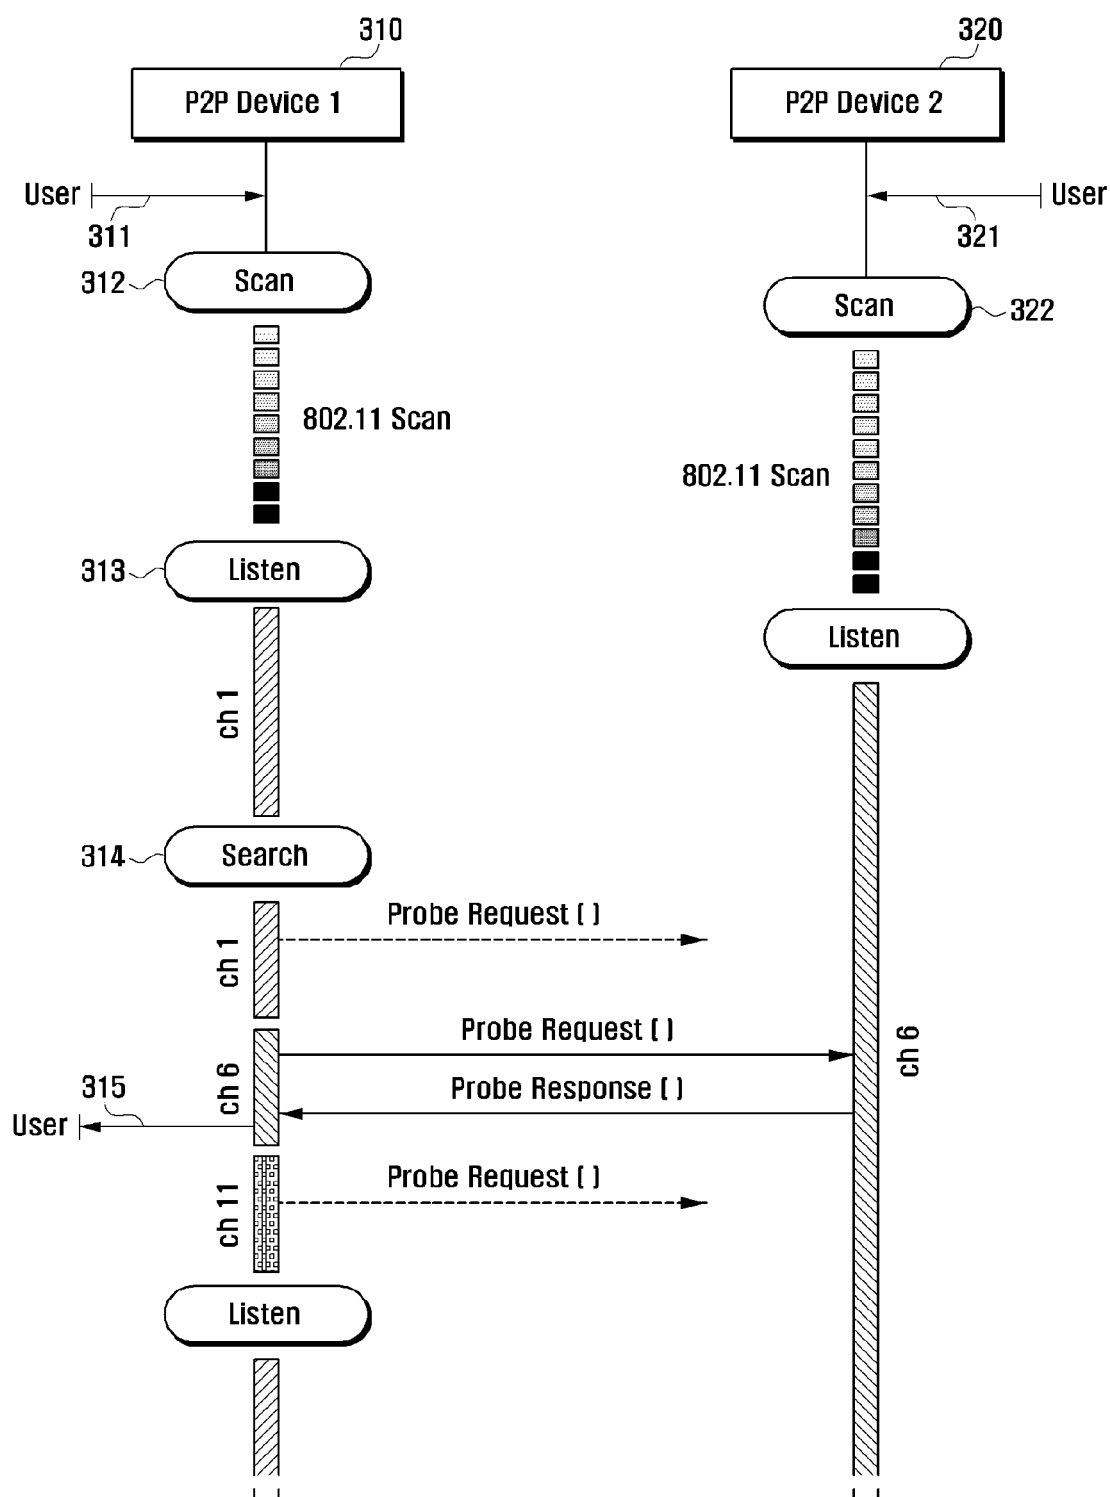 310
320
P2P Device 1
P2P Device 2
User
User
311
321
312
Scan
Scan
322
802.11 Scan
802.11 Scan
313
Listen
Listen
ch 1
314
Search
Probe Request ( )
ch 1
Probe Request ( )
ch 6
ch 6
Probe Response ( )
315
User
Probe Request ( )
ch 11
Listen